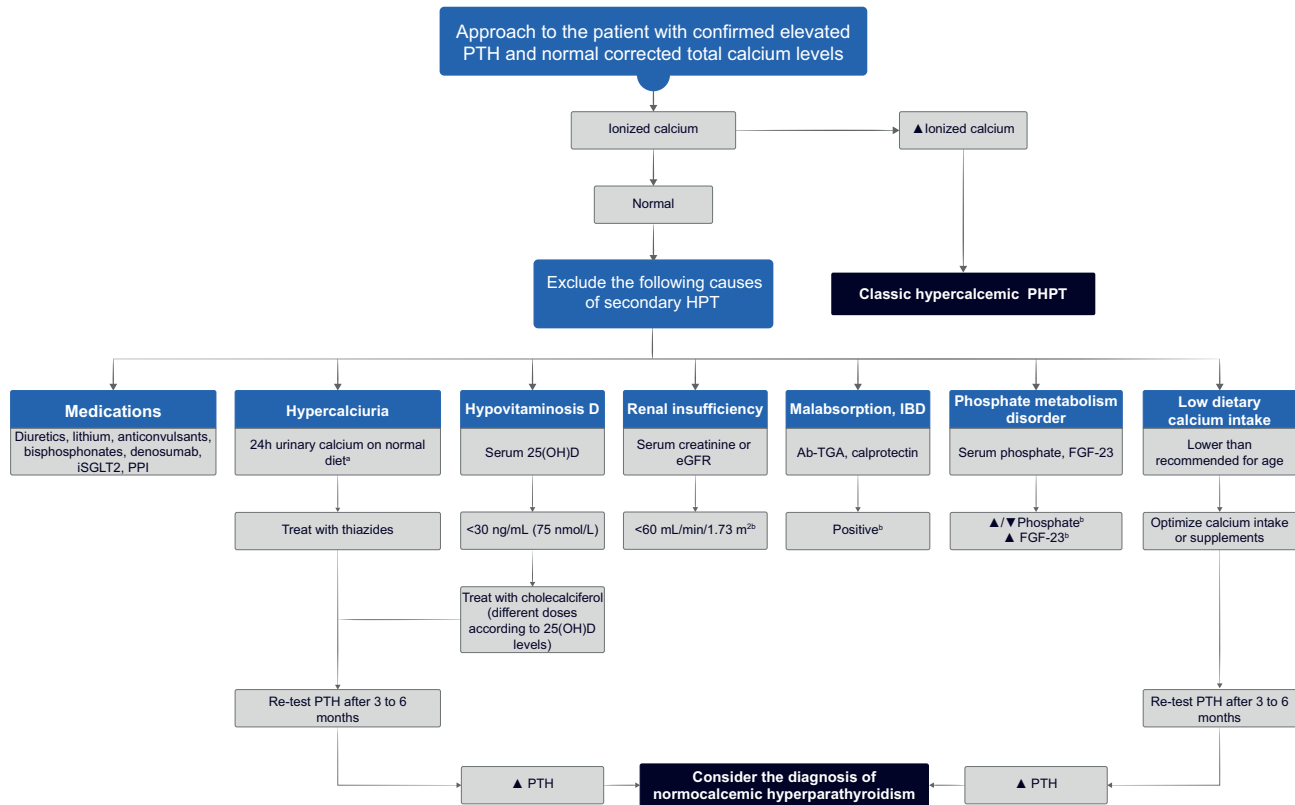 Approach to the patient with confirmed elevated
PTH and normal corrected total calcium levels
Ionized calcium
▲Ionized calcium
Normal
Exclude the following causes
of secondary HPT
Classic hypercalcemic PHPT
Medications
Diuretics, lithium, anticonvulsants,
bisphosphonates, denosumab,
iSGLT2, PPI
Hypercalciuria
24h urinary calcium on normal
dietᵃ
Treat with thiazides
Hypovitaminosis D
Serum 25(OH)D
<30 ng/mL (75 nmol/L)
Treat with cholecalciferol
(different doses
according to 25(OH)D
levels)
Renal insufficiency
Serum creatinine or
eGFR
<60 mL/min/1.73 m²ᵇ
Malabsorption, IBD
Ab-TGA, calprotectin
Positiveᵇ
Phosphate metabolism
disorder
Serum phosphate, FGF-23
▲/▼Phosphateᵇ
▲ FGF-23ᵇ
Low dietary
calcium intake
Lower than
recommended for age
Optimize calcium intake
or supplements
Re-test PTH after 3 to 6
months
Re-test PTH after 3 to 6
months
▲ PTH
Consider the diagnosis of
normocalcemic hyperparathyroidism
▲ PTH